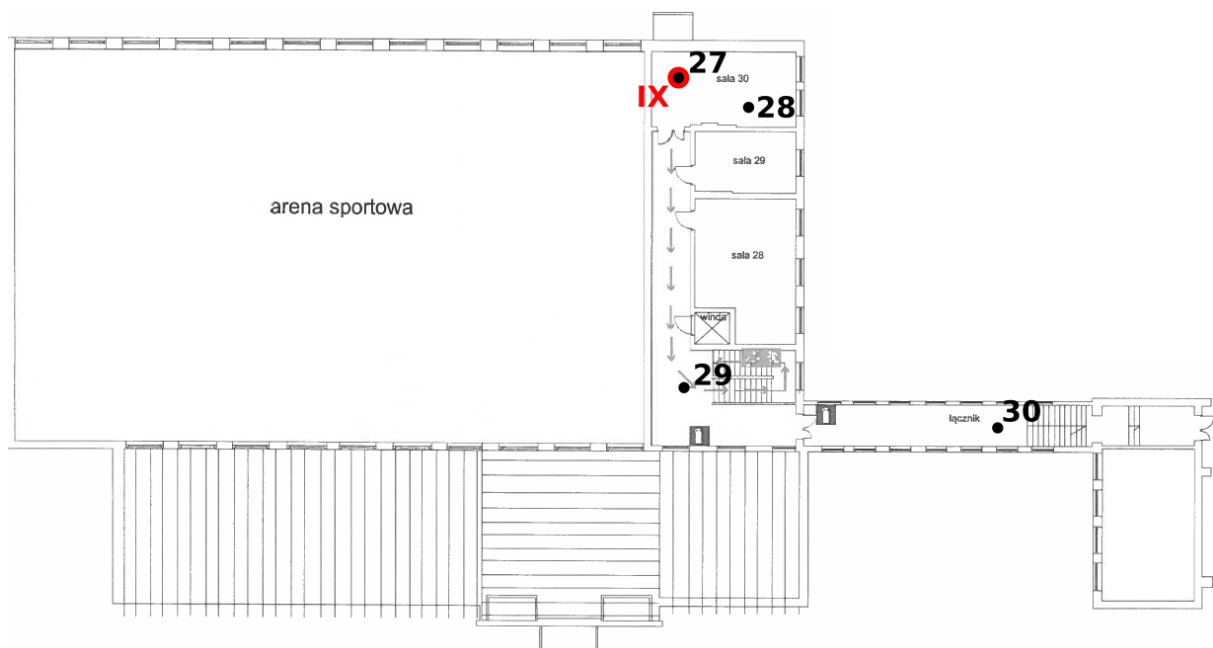 27
sala 30
IX
28
sala 29
arena sportowa
sala 28
winda
29
30
łącznik